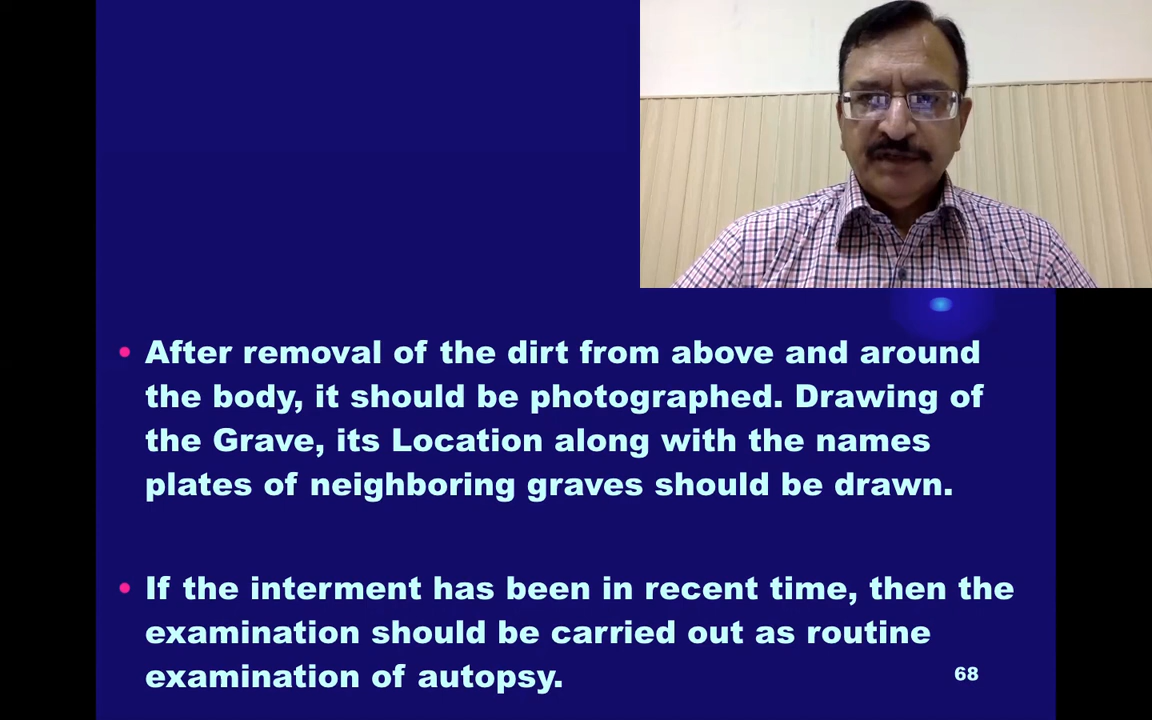 After removal of the dirt from above and around
the body, it should be photographed. Drawing of
the Grave, its Location along with the names
plates of neighboring graves should be drawn.
If the interment has been in recent time, then the
examination should be carried out as routine
examination of autopsy.
68